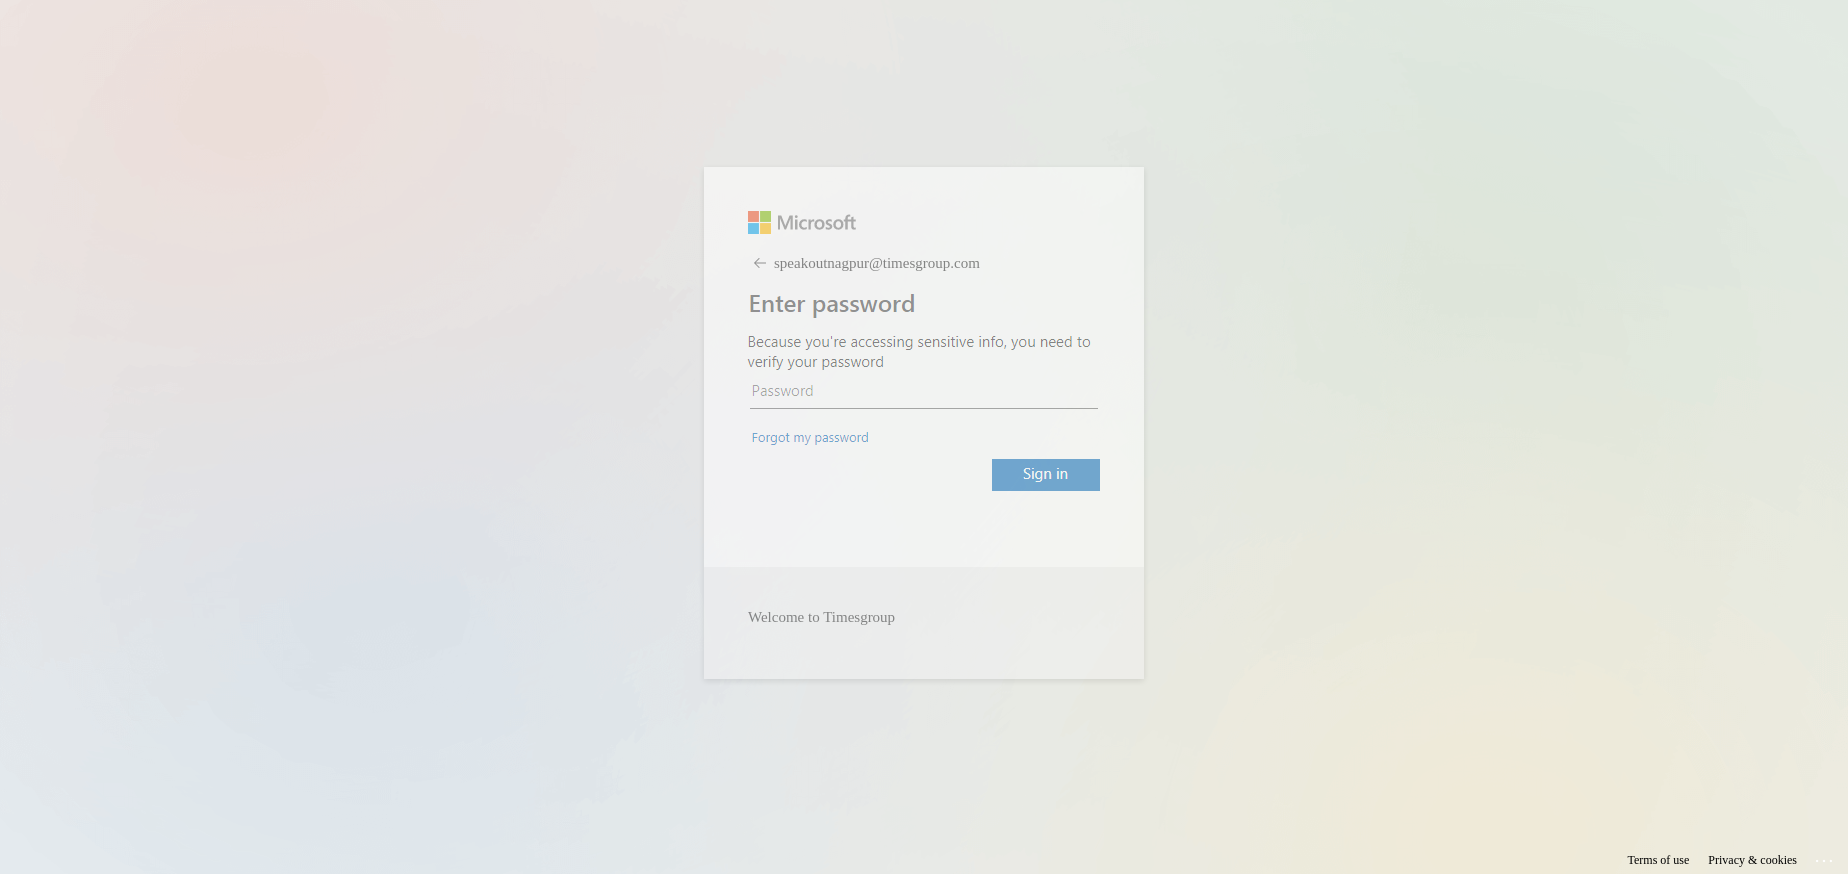 Microsoft
speakoutnagpur@timesgroup.com
Enter password
Because you're accessing sensitive info, you need to
verify your password
Password
Forgot my password
Sign in
Welcome to Timesgroup
Terms of use Privacy & cookies ...